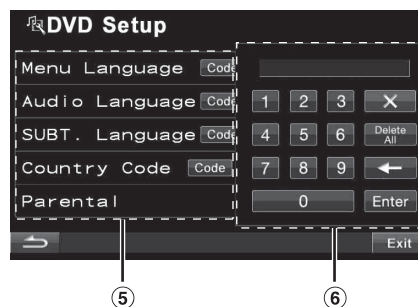 DVD Setup
Menu Language Code
Audio Language Code
SUBT. Language Code
Country Code Code
Parental
1 2 3
4 5 6 Delete All
7 8 9
0 Enter
Exit
5 6